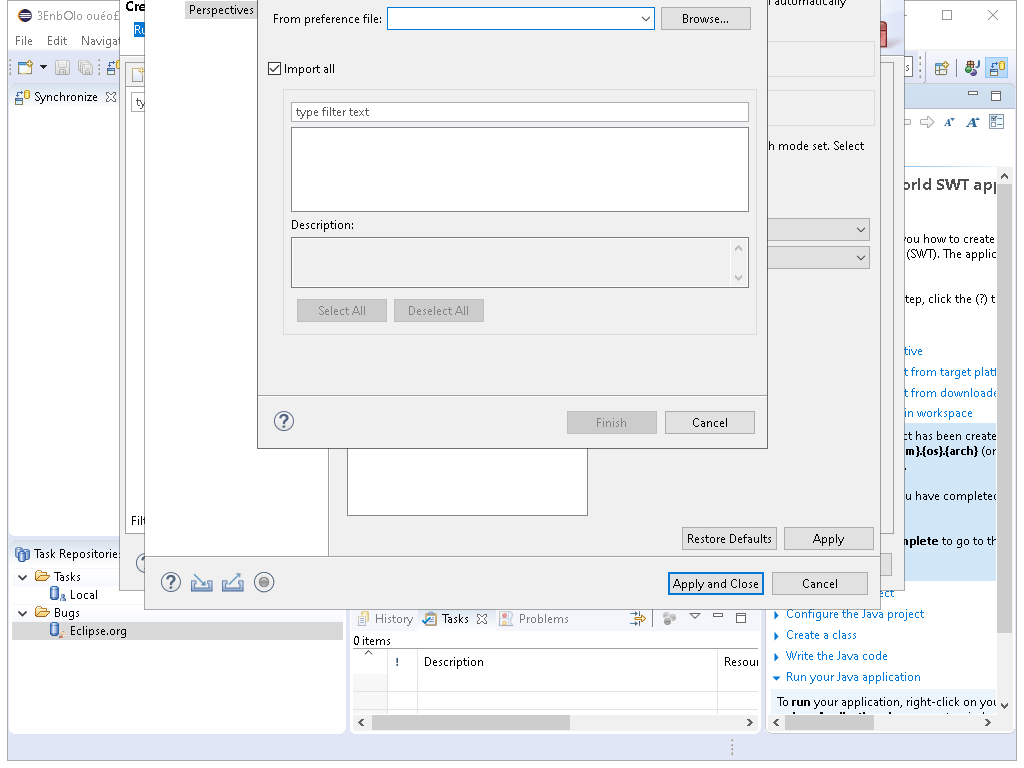 3EnbOlo
File Edit Navigat
Synchronize
Cre
Ru
ty
Perspectives
From preference file:
Browse...
Import all
type filter text
Description:
Select All
Deselect All
Finish
Cancel
l automatically
h mode set. Select
orld SWT app
you how to create
(SWT). The applic
tep, click the (?) t
tive
t from target platf
t from downloade
in workspace
ct has been create
m}.{os}.{arch} (or
u have completed
mplete to go to th
ect
Filt
Restore Defaults
Apply
Apply and Close
Cancel
Task Repositories
Tasks
Local
Bugs
Eclipse.org
History
Tasks
Problems
0 items
!
Description
Resour
Configure the Java project
Create a class
Write the Java code
Run your Java application
To run your application, right-click on you